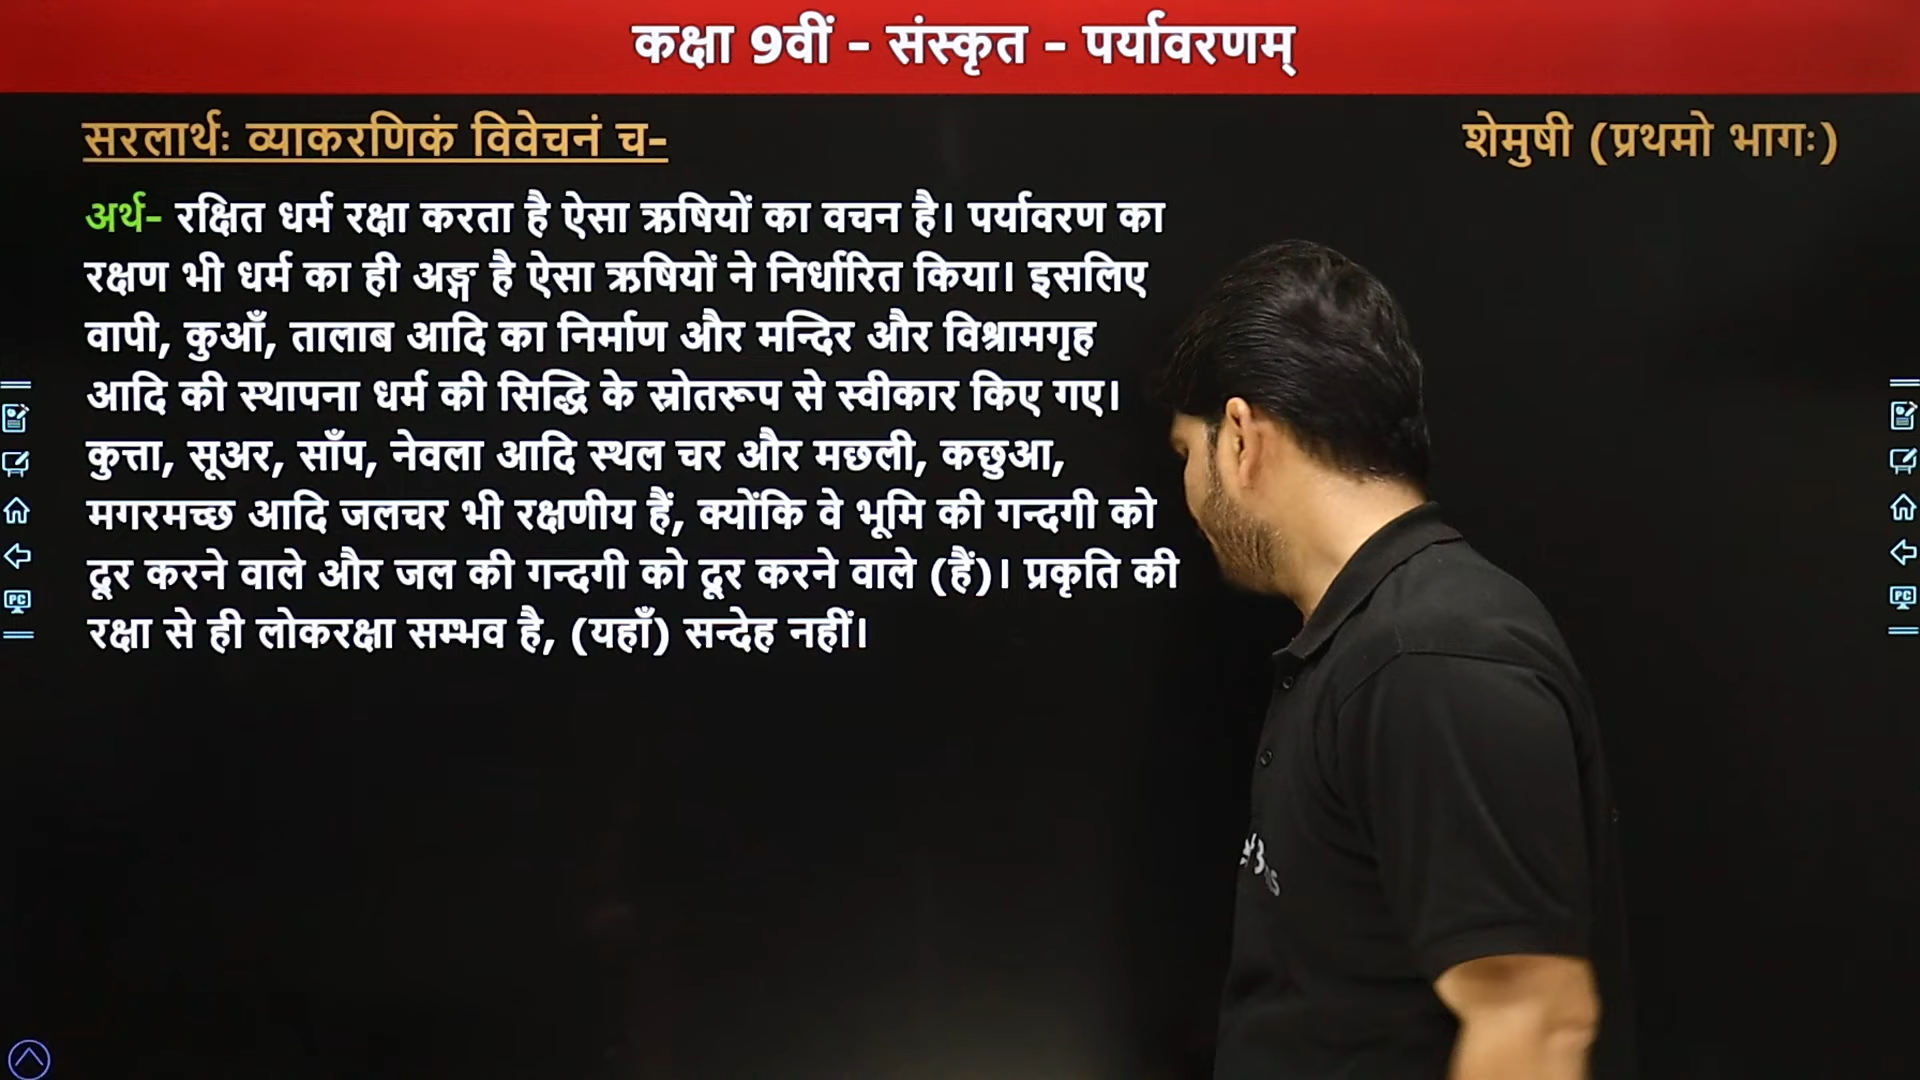 कक्षा 9वीं - संस्कृत - पर्यावरणम्
सरलार्थः व्याकरणिकं विवेचनं च-
शेमुषी (प्रथमो भागः)
अर्थ- रक्षित धर्म रक्षा करता है ऐसा ऋषियों का वचन है। पर्यावरण का
रक्षण भी धर्म का ही अङ्ग है ऐसा ऋषियों ने निर्धारित किया। इसलिए
वापी, कुआँ, तालाब आदि का निर्माण और मन्दिर और विश्रामगृह
आदि की स्थापना धर्म की सिद्धि के स्रोतरूप से स्वीकार किए गए।
कुत्ता, सूअर, साँप, नेवला आदि स्थल चर और मछली, कछुआ,
मगरमच्छ आदि जलचर भी रक्षणीय हैं, क्योंकि वे भूमि की गन्दगी को
दूर करने वाले और जल की गन्दगी को दूर करने वाले (हैं)। प्रकृति की
रक्षा से ही लोकरक्षा सम्भव है, (यहाँ) सन्देह नहीं।
PC
PC